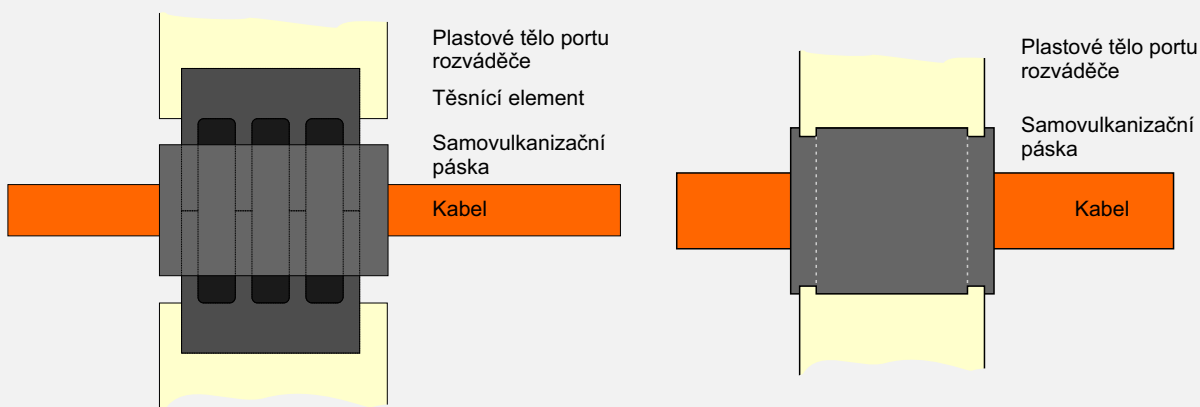 Plastové tělo portu
rozváděče
Těsnící element
Samovulkanizační
páska
Kabel
Plastové tělo portu
rozváděče
Samovulkanizační
páska
Kabel